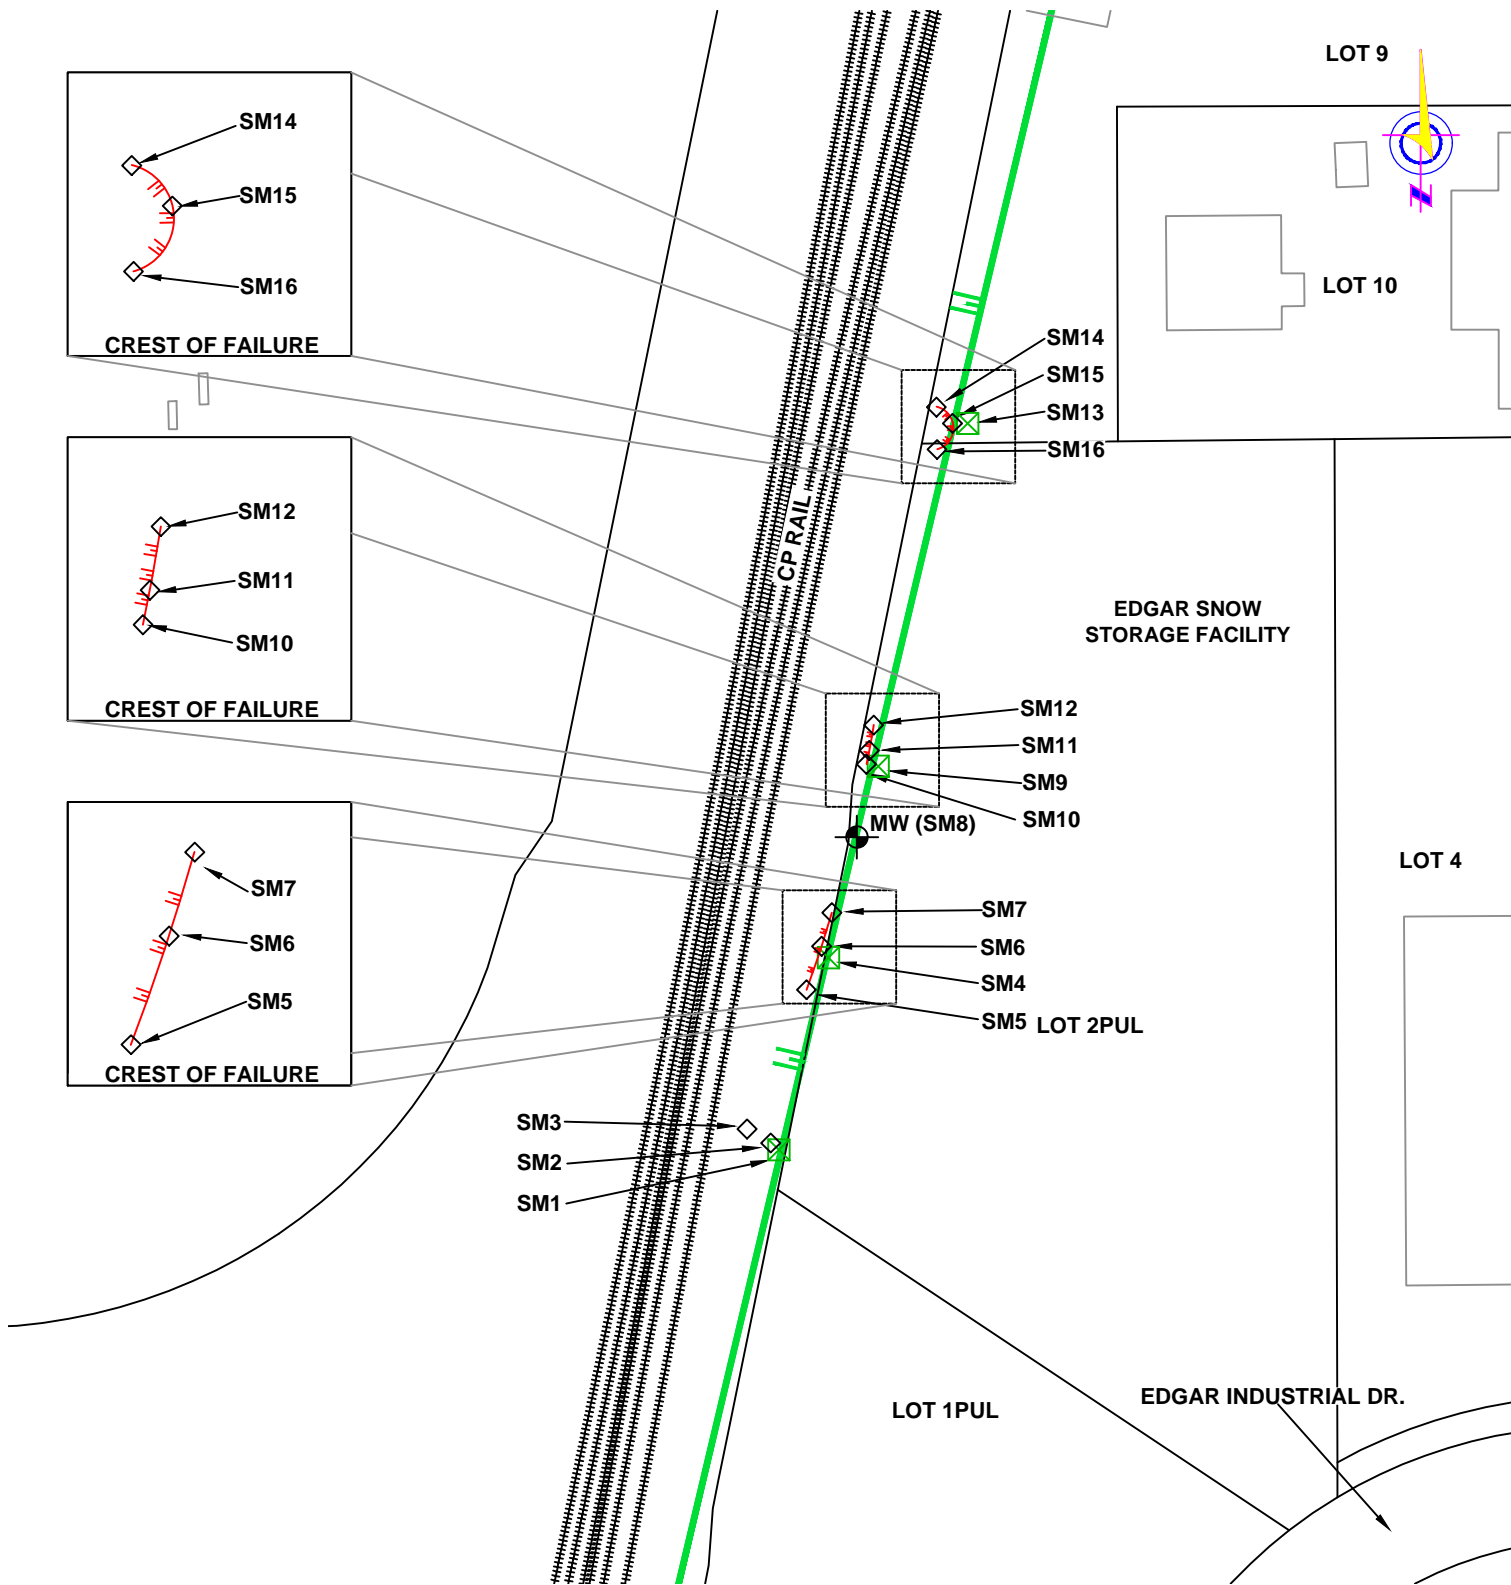 LOT 9
SM14
SM15
SM16
CREST OF FAILURE
LOT 10
SM14
SM15
SM13
SM16
CP RAIL
SM12
SM11
SM10
CREST OF FAILURE
EDGAR SNOW
STORAGE FACILITY
SM12
SM11
SM9
SM10
MW (SM8)
LOT 4
SM7
SM6
SM5
CREST OF FAILURE
SM7
SM6
SM4
SM5
LOT 2PUL
SM3
SM2
SM1
LOT 1PUL
EDGAR INDUSTRIAL DR.
N